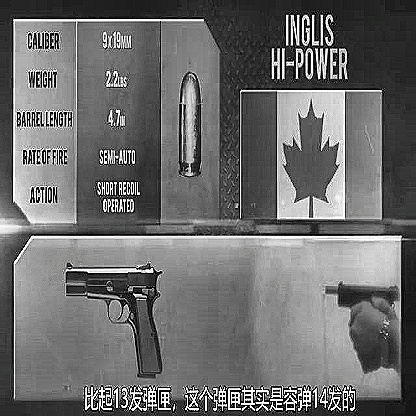 INGLIS
HI-POWER
CALIBER 9x19MM
WEIGHT 2.2LBS
BARREL LENGTH 4.7IN
RATE OF FIRE SEMI-AUTO
ACTION SHORT RECOIL
OPERATED
比起13发弹匣，这个弹匣其实是容弹14发的